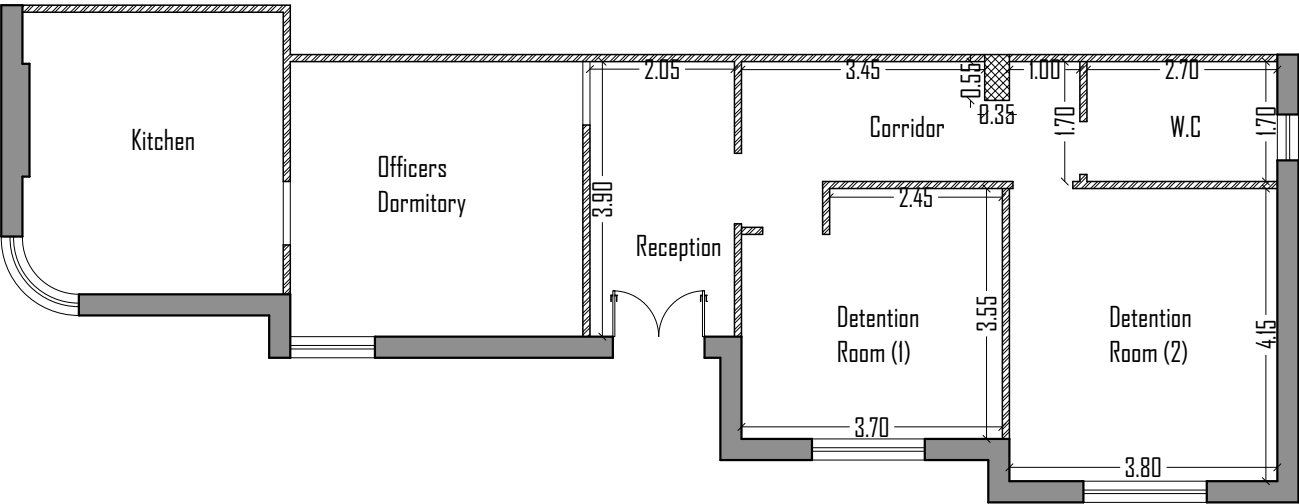 2.05
3.45
0.55
1.00
2.70
0.35
1.70
1.70
Kitchen
Corridor
W.C
Officers
Dormitory
3.90
2.45
Reception
3.55
Detention
Room (1)
Detention
Room (2)
4.15
3.70
3.80